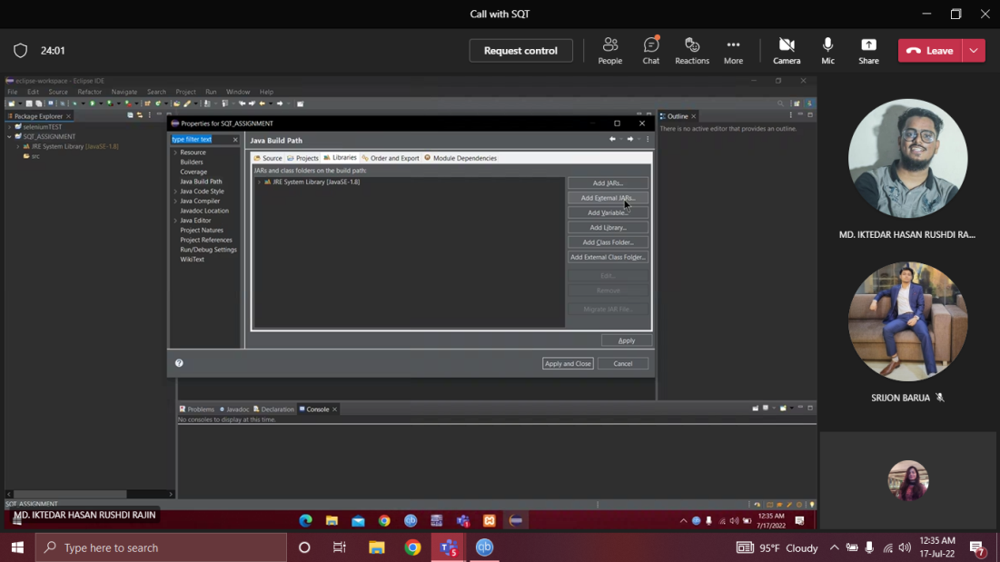 Call with SQT
24:01
Request control
People
Chat
Reactions
More
Camera
Mic
Share
Leave
eclipse-workspace - Eclipse IDE
File Edit Source Refactor Navigate Search Project Run Window Help
Package Explorer
seleniumTEST
SQT_ASSIGNMENT
JRE System Library [JavaSE-1.8]
src
Properties for SQT_ASSIGNMENT
type filter text
Resource
Builders
Coverage
Java Build Path
Java Code Style
Java Compiler
Javadoc Location
Java Editor
Project Natures
Project References
Run/Debug Settings
WikiText
Java Build Path
Source Projects Libraries Order and Export Module Dependencies
JARs and class folders on the build path:
JRE System Library [JavaSE-1.8]
Add JARs...
Add External JARs...
Add Variable...
Add Library...
Add Class Folder...
Add External Class Folder...
Edit...
Remove
Migrate JAR File...
Apply
Apply and Close
Cancel
Outline
There is no active editor that provides an outline.
Problems Javadoc Declaration Console
No consoles to display at this time.
SQT_ASSIGNMENT
MD. IKTEDAR HASAN RUSHDI RAJIN
12:35 AM
7/17/2022
MD. IKTEDAR HASAN RUSHDI RA...
SRIJON BARUA
Type here to search
5
95°F Cloudy
12:35 AM
17-Jul-22
7